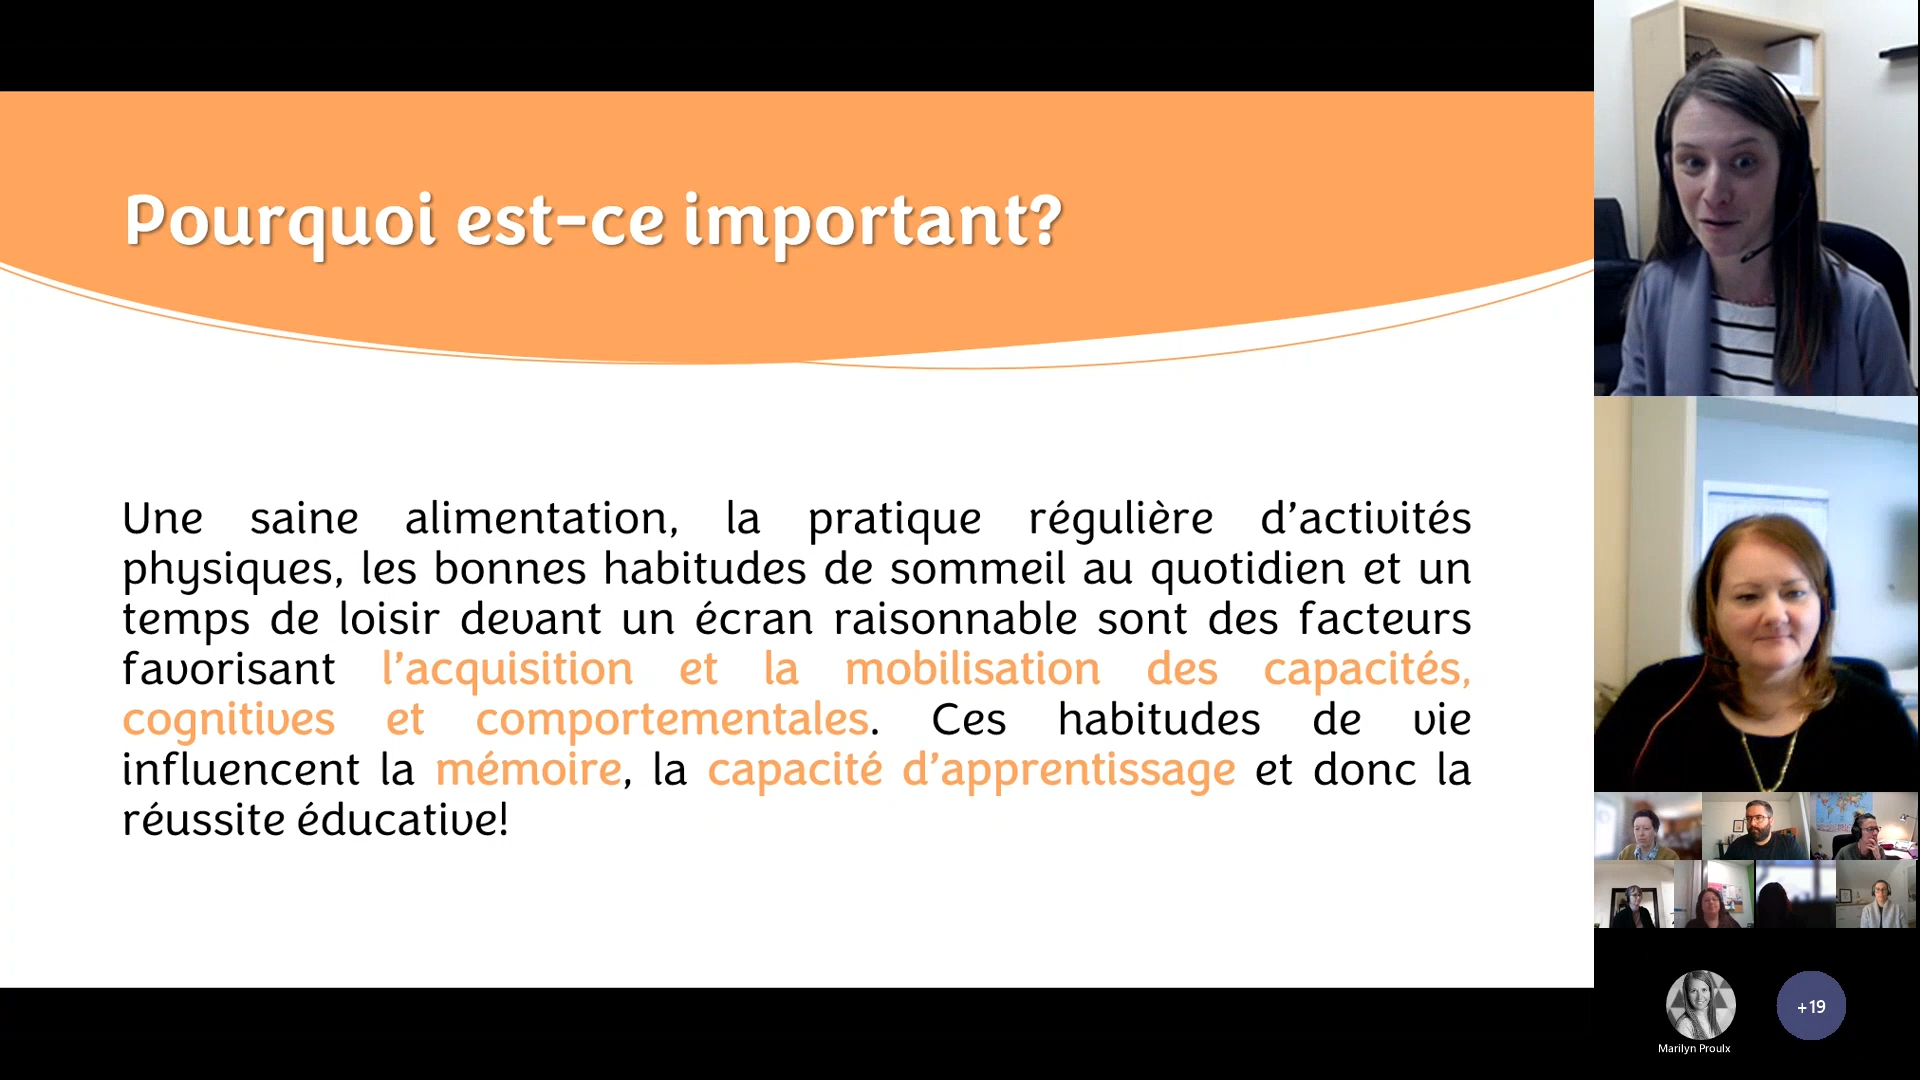 Pourquoi est-ce important?
Une saine alimentation, la pratique régulière d’activités
physiques, les bonnes habitudes de sommeil au quotidien et un
temps de loisir devant un écran raisonnable sont des facteurs
favorisant l’acquisition et la mobilisation des capacités,
cognitives et comportementales. Ces habitudes de vie
influencent la mémoire, la capacité d’apprentissage et donc la
réussite éducative!
+19
Marilyn Proulx